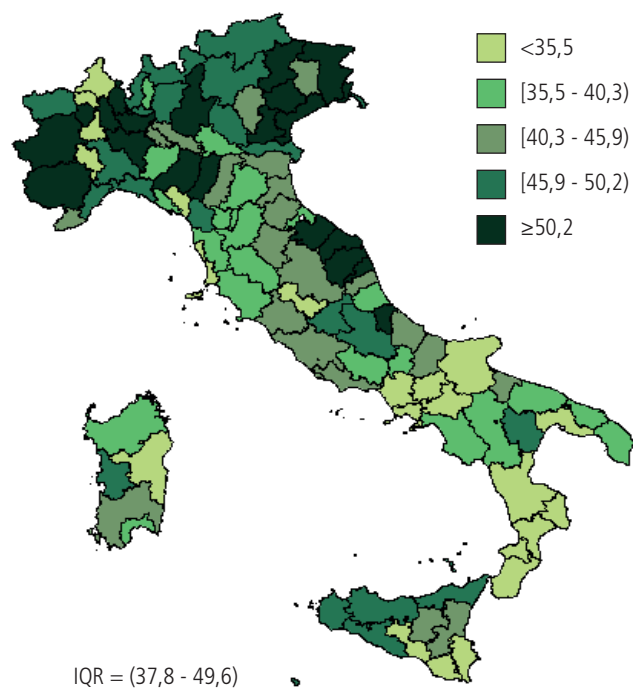 <35,5
[35,5 - 40,3)
[40,3 - 45,9)
[45,9 - 50,2)
≥50,2
IQR = (37,8 - 49,6)